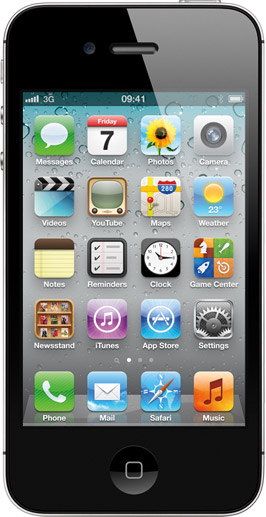 3G 09:41
Friday
7
Messages Calendar Photos Camera
280
23°
Videos YouTube Maps Weather
Notes Reminders Clock Game Center
Newsstand iTunes App Store Settings
Phone Mail Safari Music